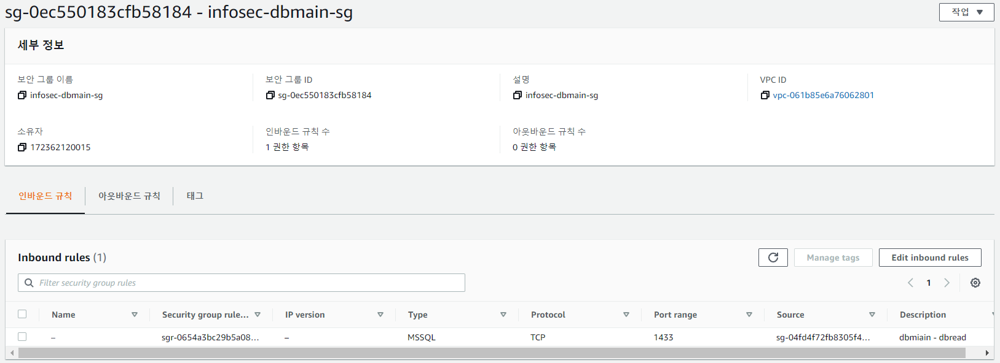 sg-0ec550183cfb58184 - infosec-dbmain-sg
작업
세부 정보
보안 그룹 이름 보안 그룹 ID 설명 VPC ID
infosec-dbmain-sg sg-0ec550183cfb58184 infosec-dbmain-sg vpc-061b85e6a76062801
소유자 인바운드 규칙 수 아웃바운드 규칙 수
172362120015 1 권한 항목 0 권한 항목
인바운드 규칙 아웃바운드 규칙 태그
Inbound rules (1) Manage tags Edit inbound rules
Filter security group rules 1
Name Security group rule... IP version Type Protocol Port range Source Description
– sgr-0654a3bc29b5a08... – MSSQL TCP 1433 sg-04fd4f72fb8305f4... dbmiain - dbread